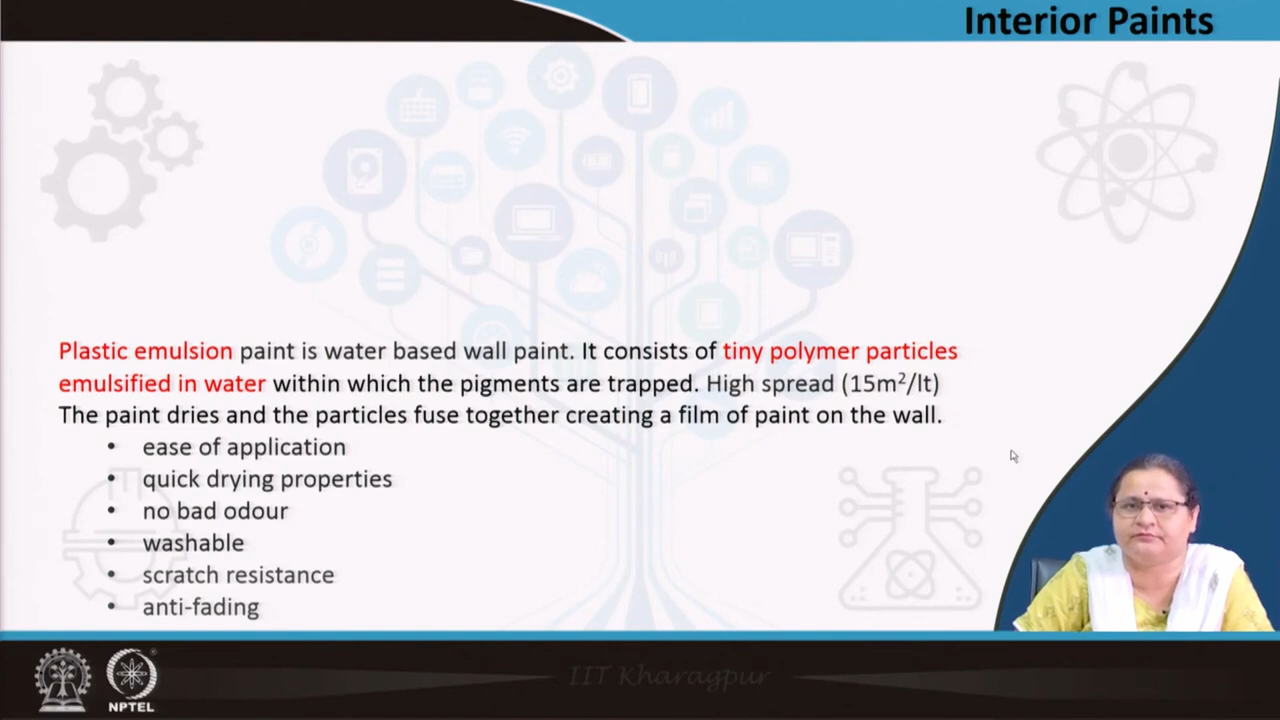 Interior Paints
Plastic emulsion paint is water based wall paint. It consists of tiny polymer particles
emulsified in water within which the pigments are trapped. High spread (15m²/lt)
The paint dries and the particles fuse together creating a film of paint on the wall.
• ease of application
• quick drying properties
• no bad odour
• washable
• scratch resistance
• anti-fading
IIT Kharagpur
NPTEL